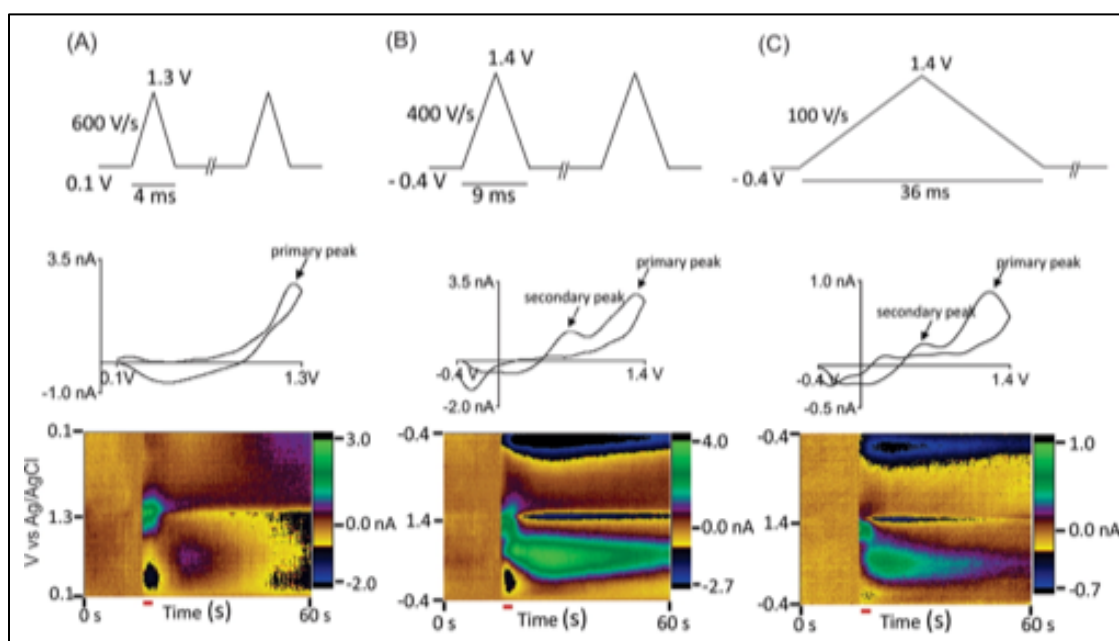 (A)
1.3 V
600 V/s
0.1 V
4 ms
(B)
1.4 V
400 V/s
- 0.4 V
9 ms
(C)
1.4 V
100 V/s
- 0.4 V
36 ms
3.5 nA
primary peak
0.1V
1.3V
-1.0 nA
3.5 nA
primary peak
secondary peak
-0.4 V
1.4 V
-2.0 nA
1.0 nA
primary peak
secondary peak
-0.4 V
1.4 V
-0.5 nA
V vs Ag/AgCl
0.1
1.3
0.1
3.0
0.0 nA
-2.0
0 s
Time (s)
60 s
-0.4
1.4
-0.4
4.0
0.0 nA
-2.7
0 s
Time (s)
60 s
-0.4
1.4
-0.4
1.0
0.0 nA
-0.7
0 s
Time (s)
60 s